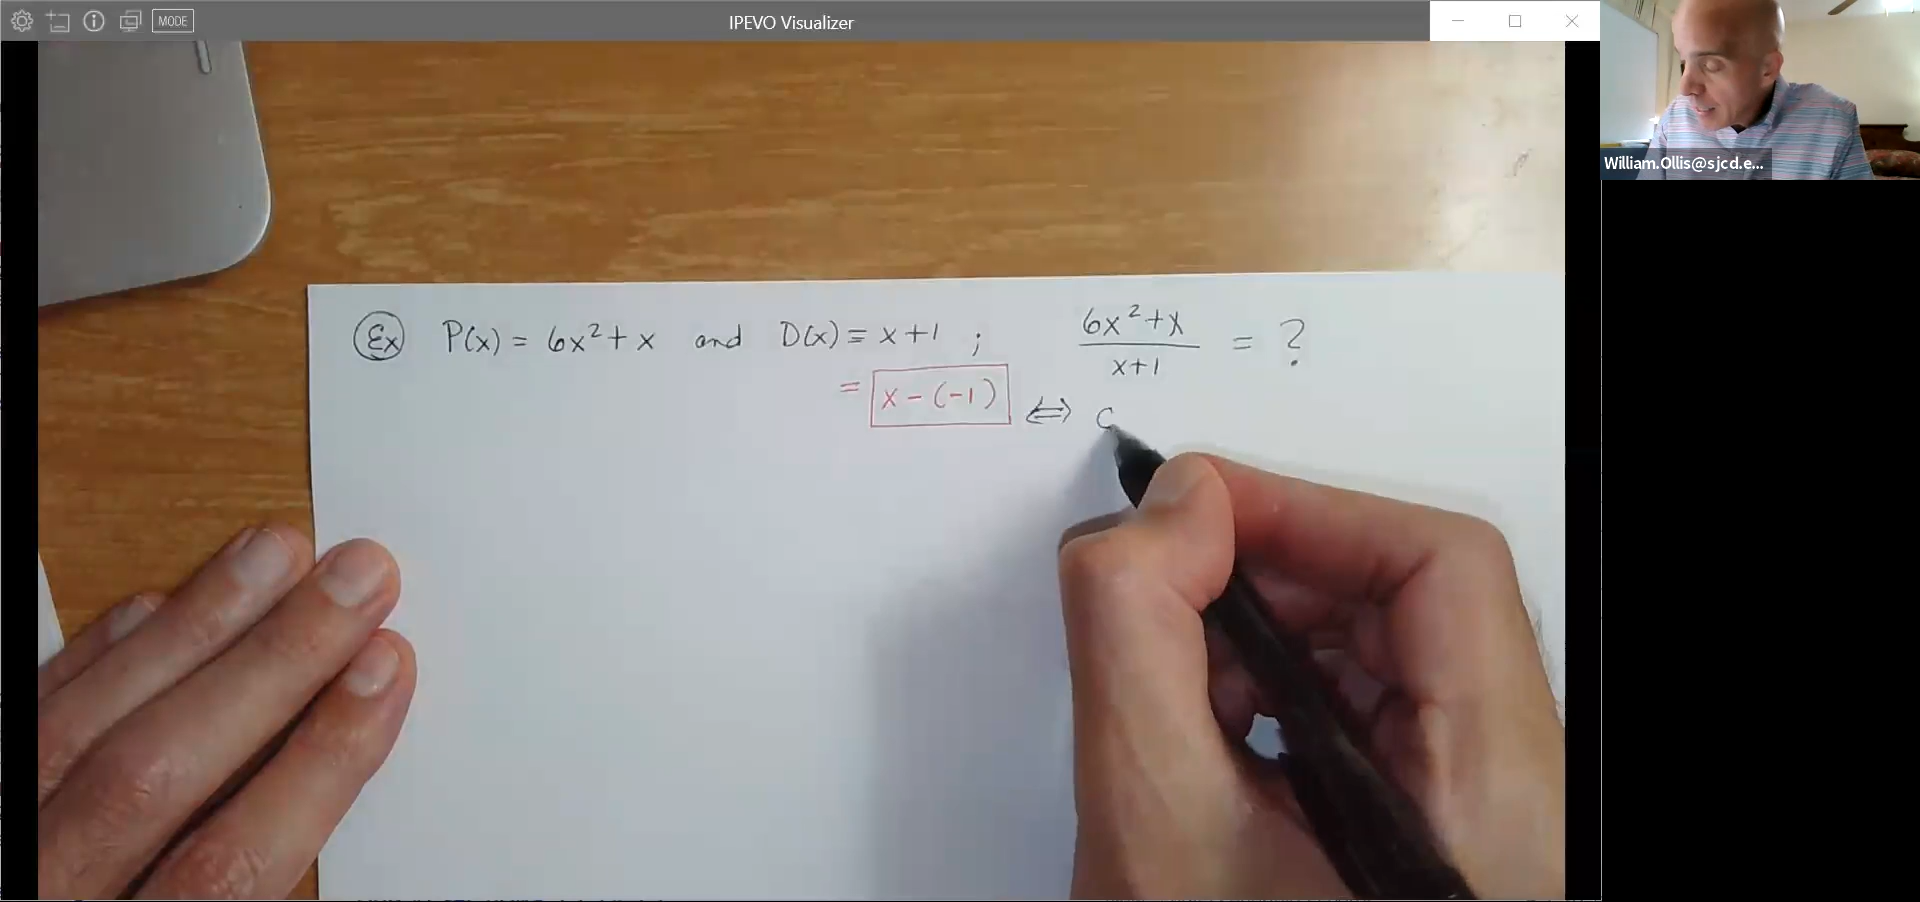 MODE
IPEVO Visualizer
William.Ollis@sjcd.e...
Ex P(x) = 6x² + x and D(x) = x + 1 ; 6x² + x / x + 1 = ?
= x - (-1) ⇔ c